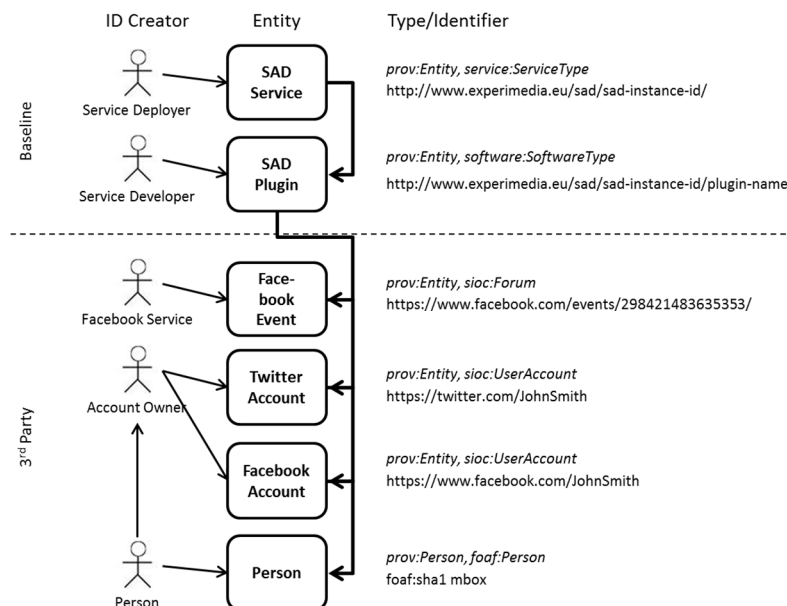 ID Creator Entity Type/Identifier
Baseline
Service Deployer
SAD
Service
prov:Entity, service:ServiceType
http://www.experimedia.eu/sad/sad-instance-id/
Service Developer
SAD
Plugin
prov:Entity, software:SoftwareType
http://www.experimedia.eu/sad/sad-instance-id/plugin-name
3rd Party
Facebook Service
Face-
book
Event
prov:Entity, sioc:Forum
https://www.facebook.com/events/298421483635353/
Account Owner
Twitter
Account
prov:Entity, sioc:UserAccount
https://twitter.com/JohnSmith
Facebook
Account
prov:Entity, sioc:UserAccount
https://www.facebook.com/JohnSmith
Person
Person
prov:Person, foaf:Person
foaf:sha1 mbox